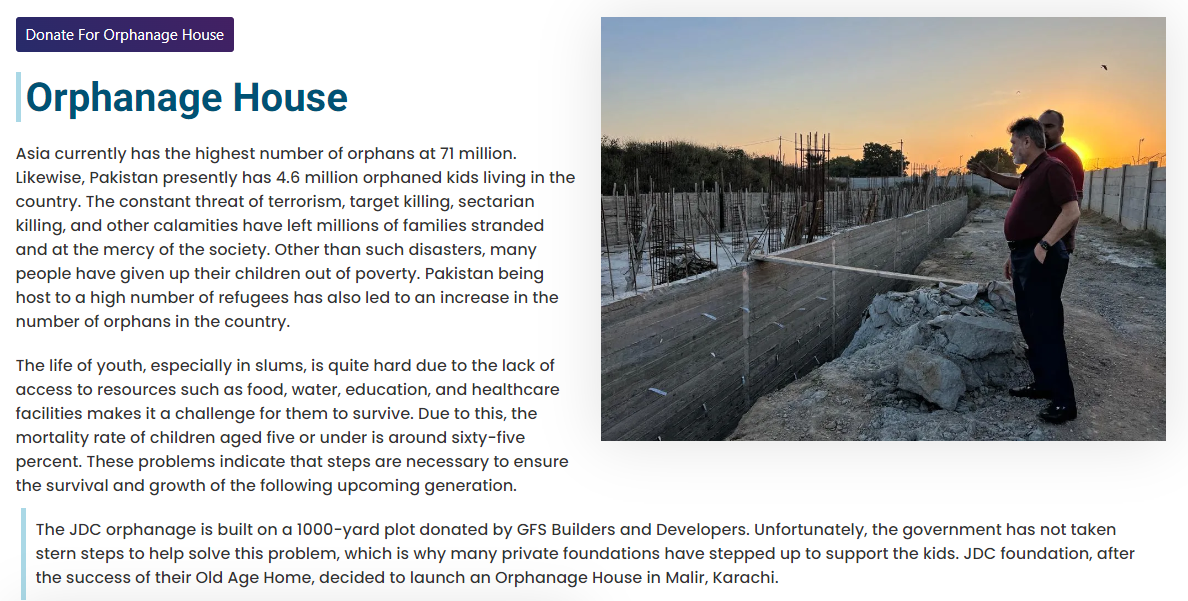 Donate For Orphanage House
Orphanage House
Asia currently has the highest number of orphans at 71 million.
Likewise, Pakistan presently has 4.6 million orphaned kids living in the
country. The constant threat of terrorism, target killing, sectarian
killing, and other calamities have left millions of families stranded
and at the mercy of the society. Other than such disasters, many
people have given up their children out of poverty. Pakistan being
host to a high number of refugees has also led to an increase in the
number of orphans in the country.
The life of youth, especially in slums, is quite hard due to the lack of
access to resources such as food, water, education, and healthcare
facilities makes it a challenge for them to survive. Due to this, the
mortality rate of children aged five or under is around sixty-five
percent. These problems indicate that steps are necessary to ensure
the survival and growth of the following upcoming generation.
The JDC orphanage is built on a 1000-yard plot donated by GFS Builders and Developers. Unfortunately, the government has not taken
stern steps to help solve this problem, which is why many private foundations have stepped up to support the kids. JDC foundation, after
the success of their Old Age Home, decided to launch an Orphanage House in Malir, Karachi.